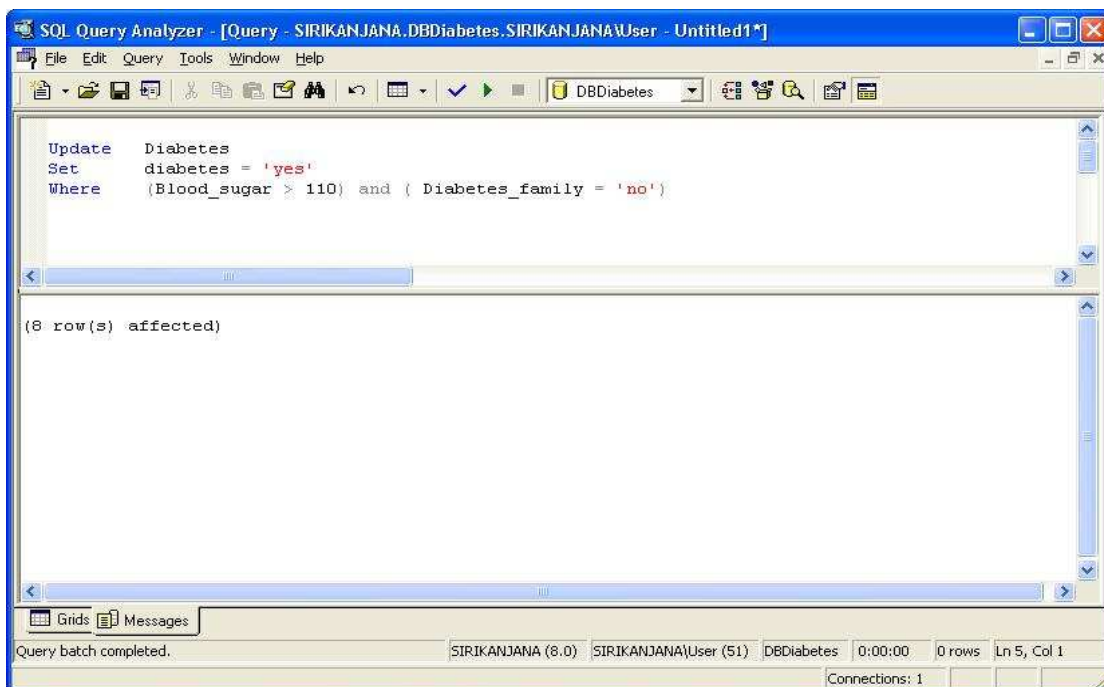 SQL Query Analyzer - [Query - SIRIKANJANA.DBDiabetes.SIRIKANJANA\User - Untitled1*]
File Edit Query Tools Window Help
DBDiabetes
Update Diabetes
Set diabetes = 'yes'
Where (Blood_sugar > 110) and ( Diabetes_family = 'no')
(8 row(s) affected)
Grids Messages
Query batch completed. SIRIKANJANA (8.0) SIRIKANJANA\User (51) DBDiabetes 0:00:00 0 rows Ln 5, Col 1
Connections: 1